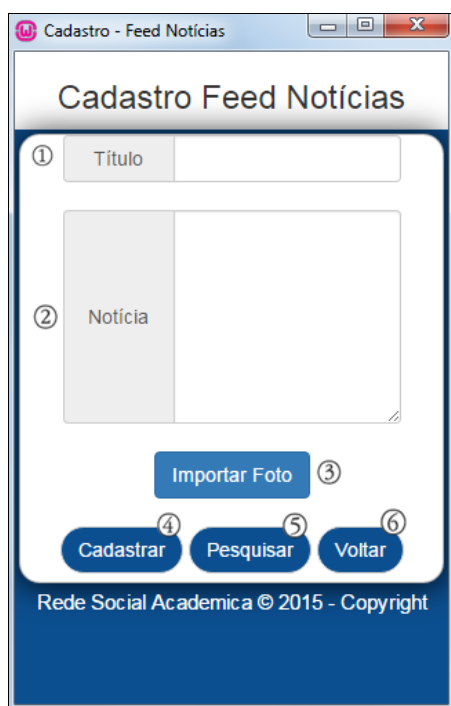 Cadastro - Feed Notícias
Cadastro Feed Notícias
① Título
② Notícia
Importar Foto ③
④ ⑤ ⑥
Cadastrar Pesquisar Voltar
Rede Social Academica © 2015 - Copyright